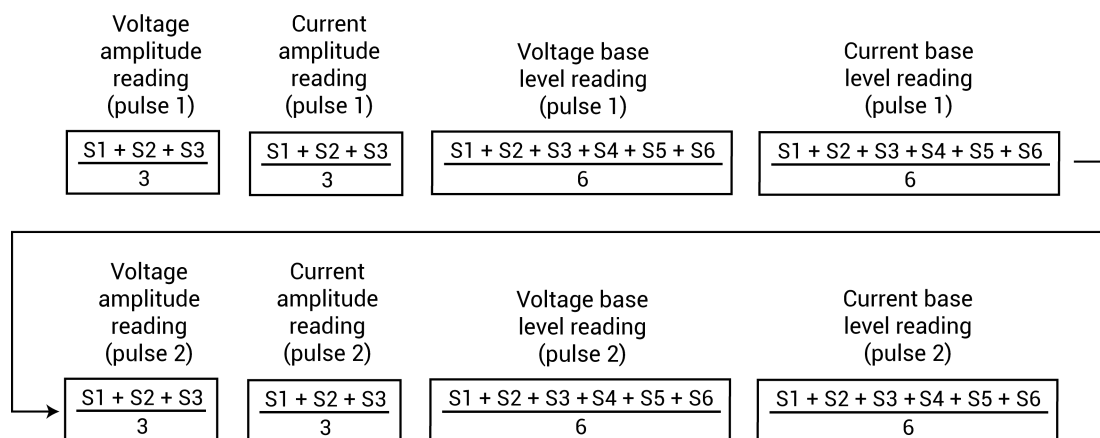 Voltage
amplitude
reading
(pulse 1)
Current
amplitude
reading
(pulse 1)
Voltage base
level reading
(pulse 1)
Current base
level reading
(pulse 1)
S1 + S2 + S3
3
S1 + S2 + S3
3
S1 + S2 + S3 + S4 + S5 + S6
6
S1 + S2 + S3 + S4 + S5 + S6
6
Voltage
amplitude
reading
(pulse 2)
Current
amplitude
reading
(pulse 2)
Voltage base
level reading
(pulse 2)
Current base
level reading
(pulse 2)
S1 + S2 + S3
3
S1 + S2 + S3
3
S1 + S2 + S3 + S4 + S5 + S6
6
S1 + S2 + S3 + S4 + S5 + S6
6